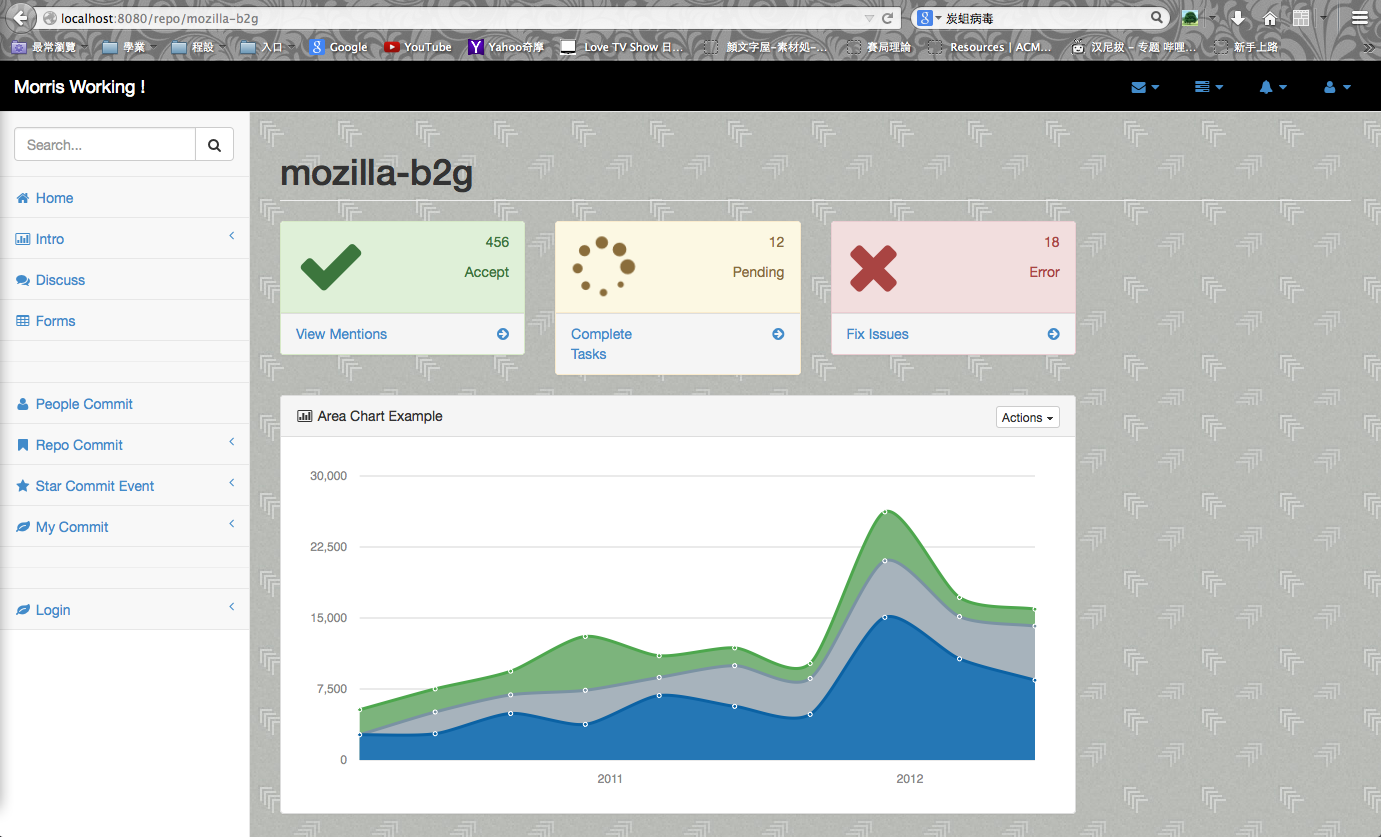 localhost:8080/repo/mozilla-b2g
炭蛆病毒
最常瀏覽 學業 程設 入口 Google YouTube Yahoo奇摩 Love TV Show 日... 顏文字屋-素材処-... 賽局理論 Resources | ACM... 汉尼拔 - 专题 哔哩... 新手上路
Morris Working !
Search...
Home
Intro
Discuss
Forms
People Commit
Repo Commit
Star Commit Event
My Commit
Login
mozilla-b2g
456
Accept
View Mentions
12
Pending
Complete
Tasks
18
Error
Fix Issues
Area Chart Example
Actions
30,000
22,500
15,000
7,500
0
2011
2012